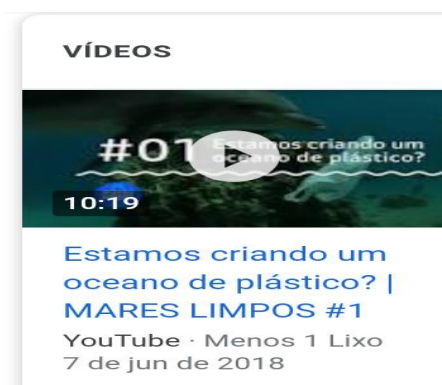 VÍDEOS
#01 Estamos criando um
oceano de plástico?
10:19
Estamos criando um
oceano de plástico? |
MARES LIMPOS #1
YouTube · Menos 1 Lixo
7 de jun de 2018